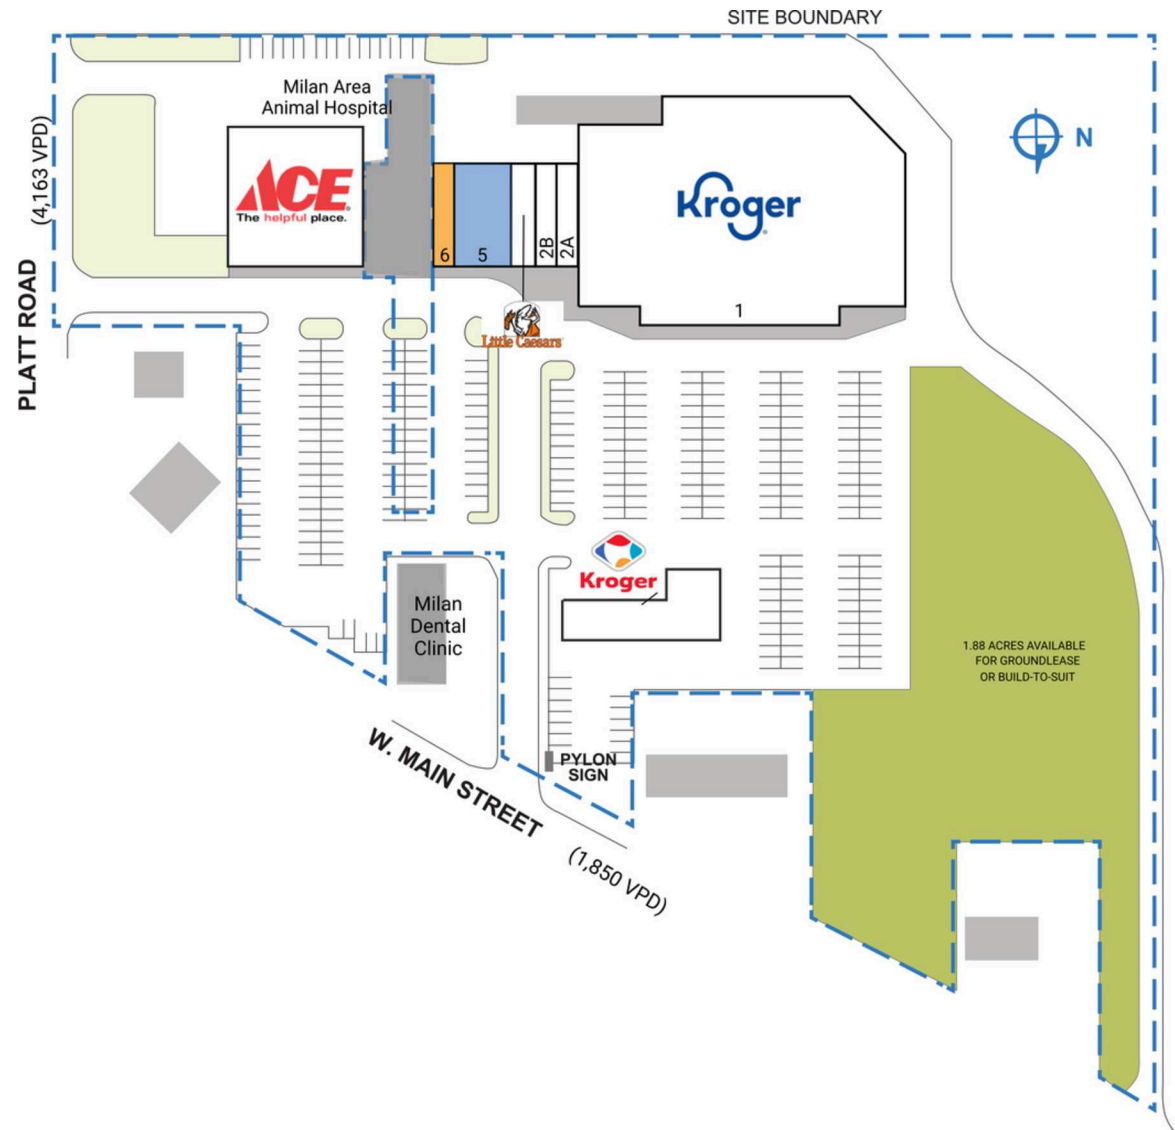 SITE BOUNDARY
Milan Area
Animal Hospital
N
(4,163 VPD)
PLATT ROAD
ACE
The helpful place.
Kroger
6
5
2B
2A
1
Little Caesars
Kroger
Milan
Dental
Clinic
1.88 ACRES AVAILABLE
FOR GROUNDLEASE
OR BUILD-TO-SUIT
PYLON
SIGN
W. MAIN STREET
(1,850 VPD)